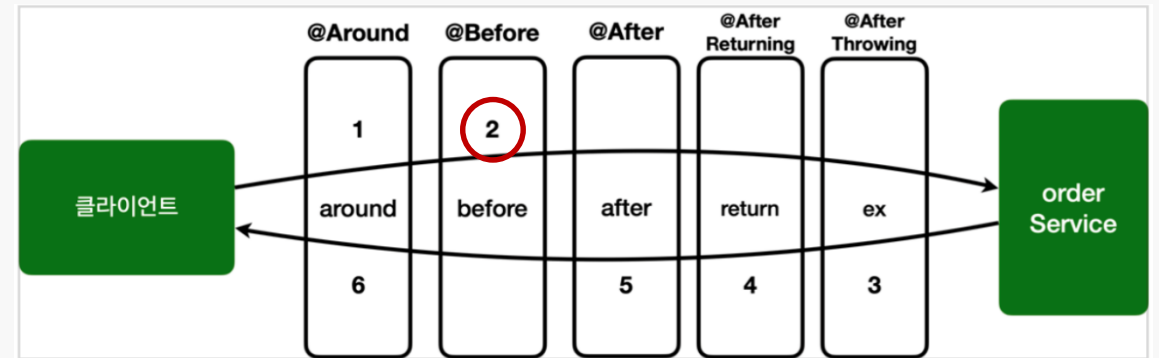 @Around
@Before
@After
@After
Returning
@After
Throwing
1
2
클라이언트
around
before
after
return
ex
order
Service
6
5
4
3